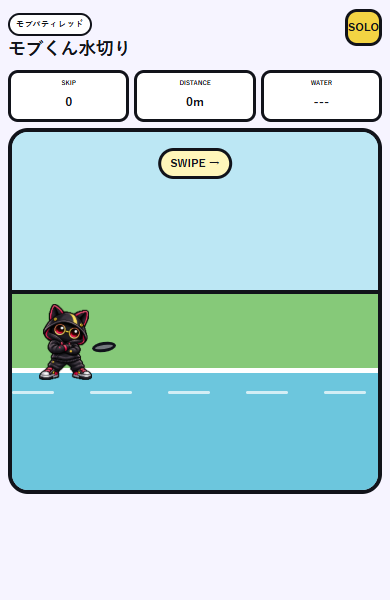 モブバティレッド
モブくん水切り
SOLO
SKIP
0
DISTANCE
0m
WATER
---
SWIPE →